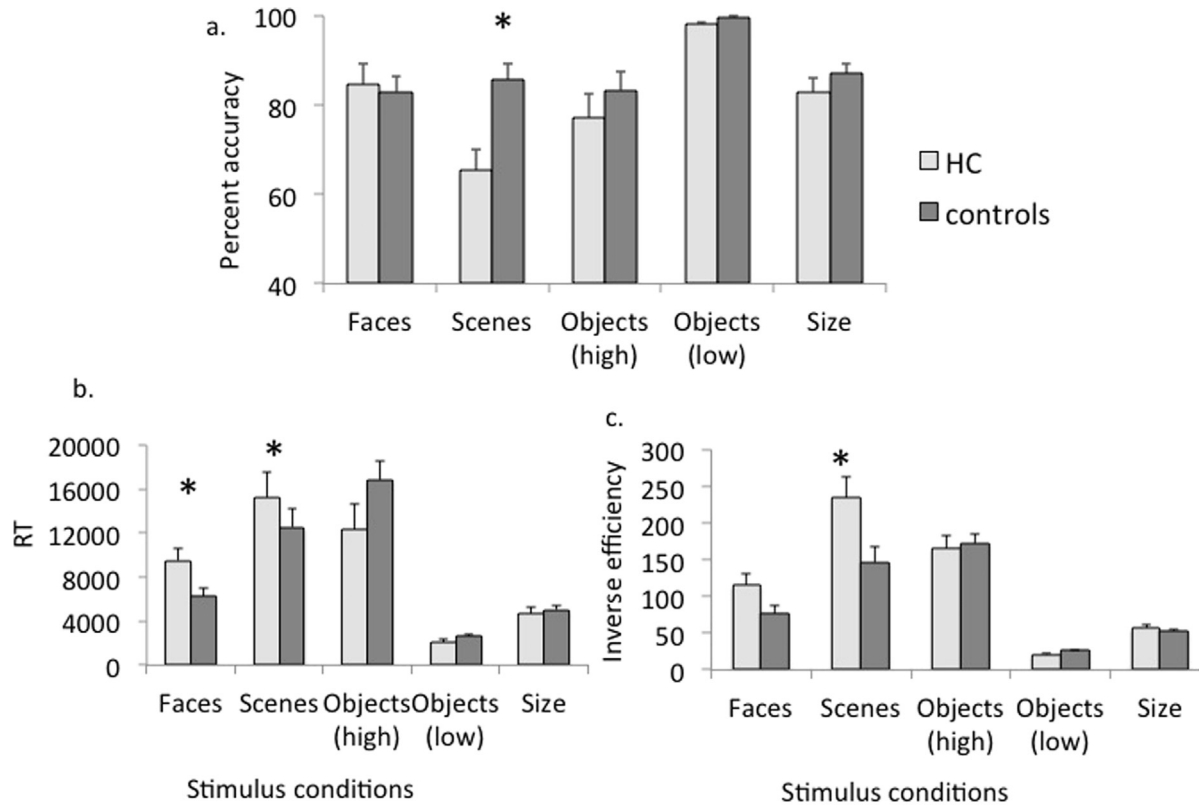 a.
*
100
80
60
40
Percent accuracy
Faces Scenes Objects (high) Objects (low) Size
HC
controls
b.
20000
16000
12000
8000
4000
0
RT
* *
Faces Scenes Objects (high) Objects (low) Size
Stimulus conditions
c.
300
250
200
150
100
50
0
Inverse efficiency
*
Faces Scenes Objects (high) Objects (low) Size
Stimulus conditions